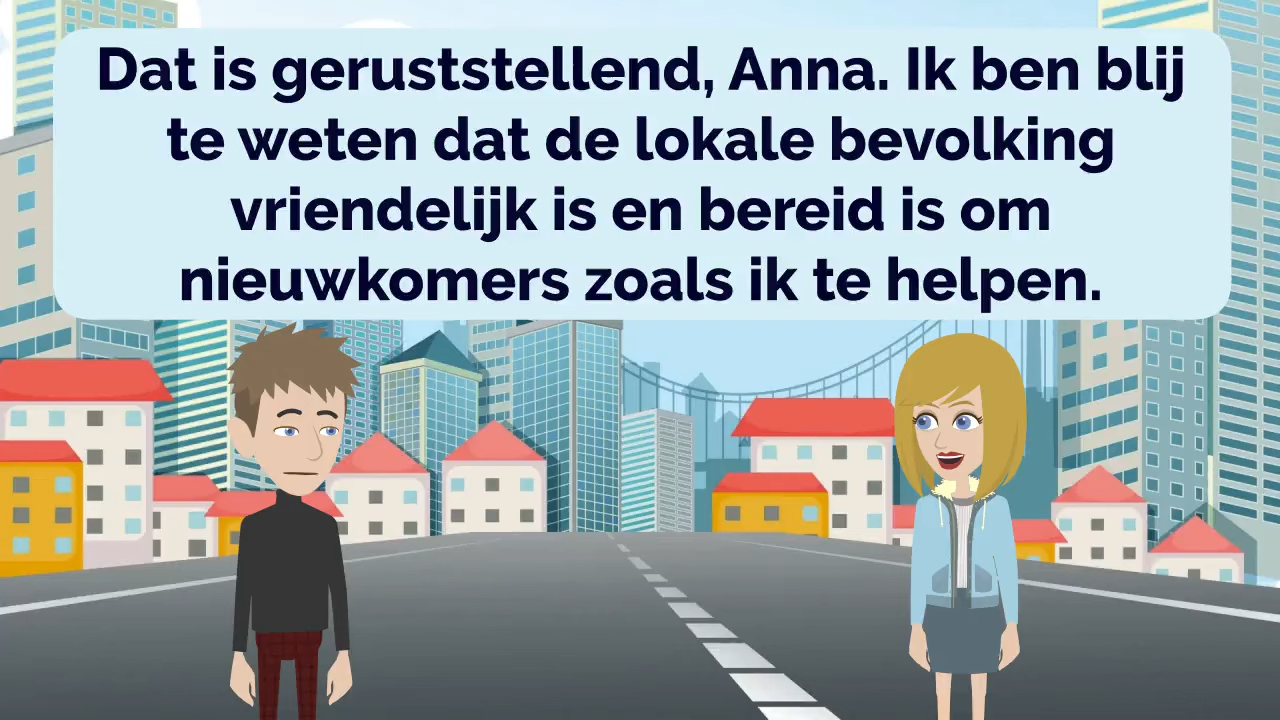 Dat is geruststellend, Anna. Ik ben blij
te weten dat de lokale bevolking
vriendelijk is en bereid is om
nieuwkomers zoals ik te helpen.